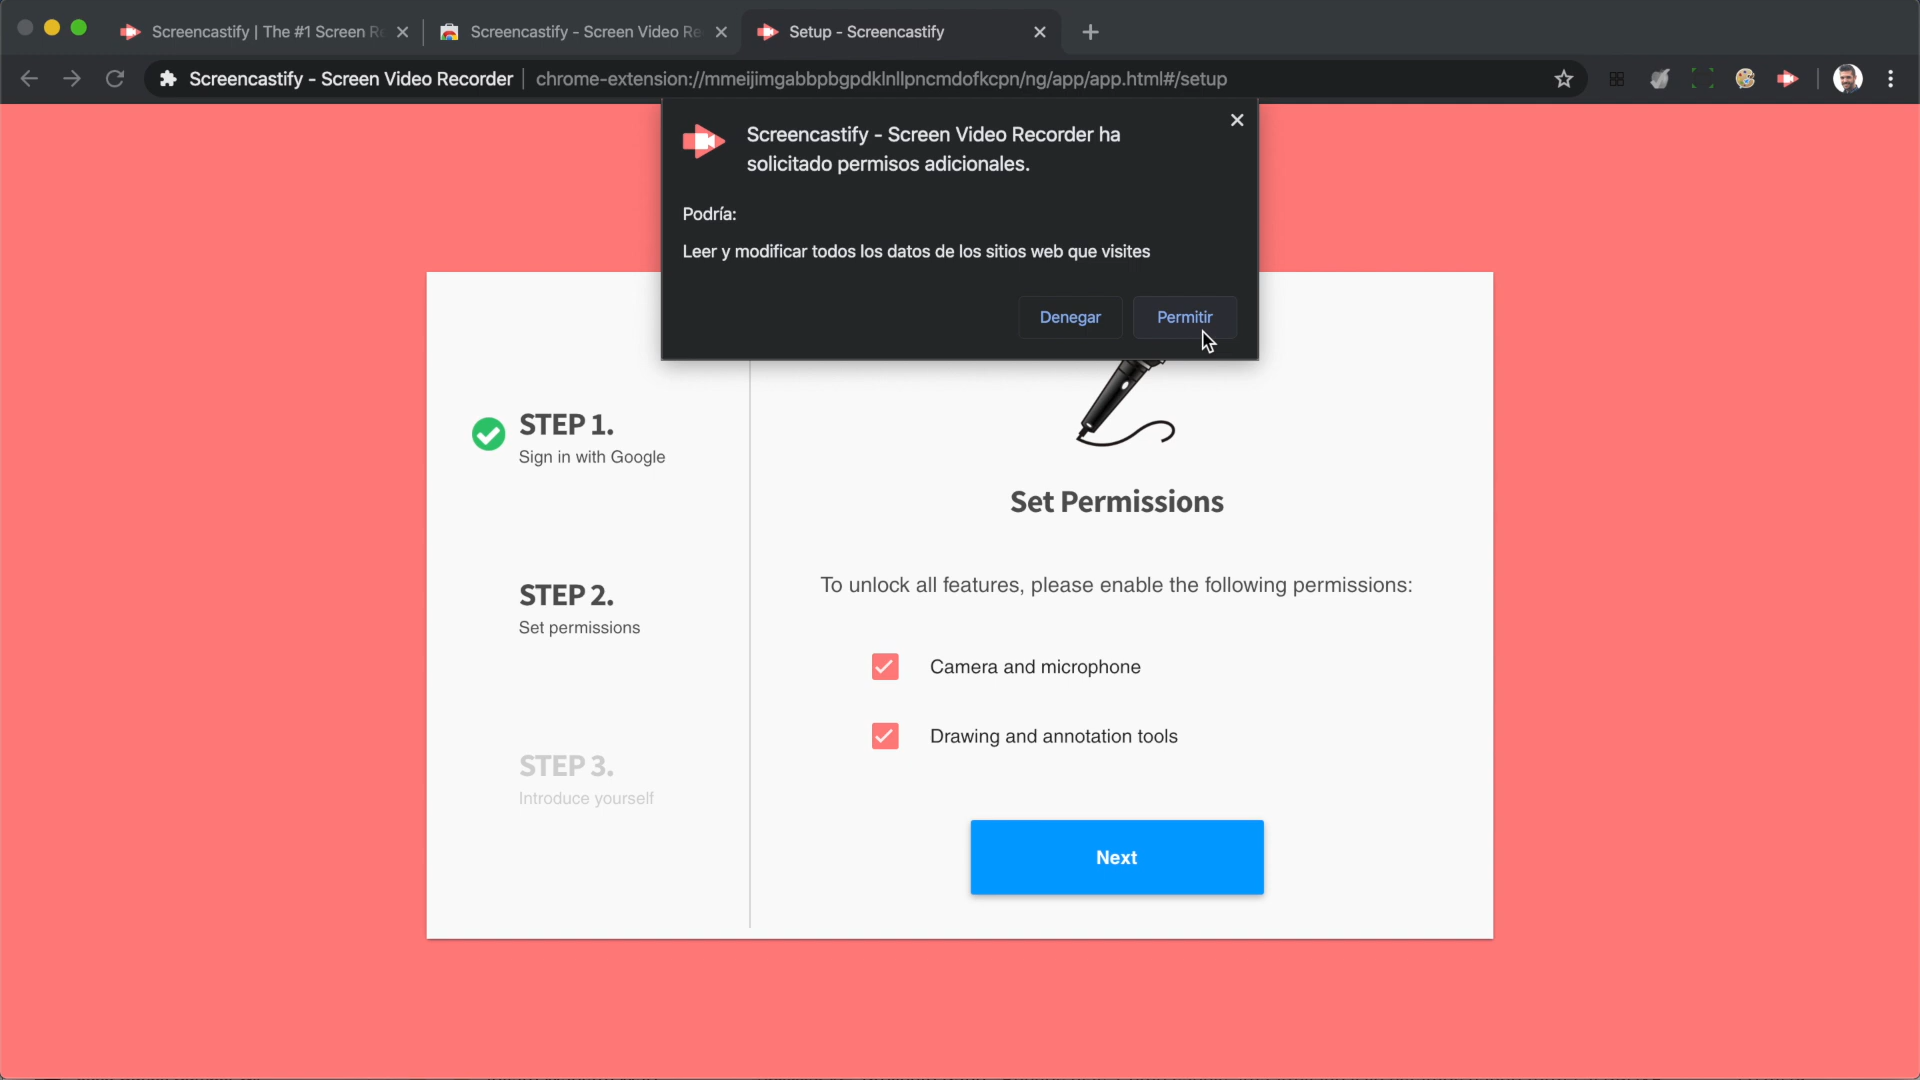 Screencastify | The #1 Screen R
Screencastify - Screen Video Re
Setup - Screencastify
Screencastify - Screen Video Recorder
chrome-extension://mmeijimgabbpbgpdklnllpncmdofkcpn/ng/app/app.html#/setup
Screencastify - Screen Video Recorder ha
solicitado permisos adicionales.
Podría:
Leer y modificar todos los datos de los sitios web que visites
Denegar
Permitir
STEP 1.
Sign in with Google
STEP 2.
Set permissions
STEP 3.
Introduce yourself
Set Permissions
To unlock all features, please enable the following permissions:
Camera and microphone
Drawing and annotation tools
Next